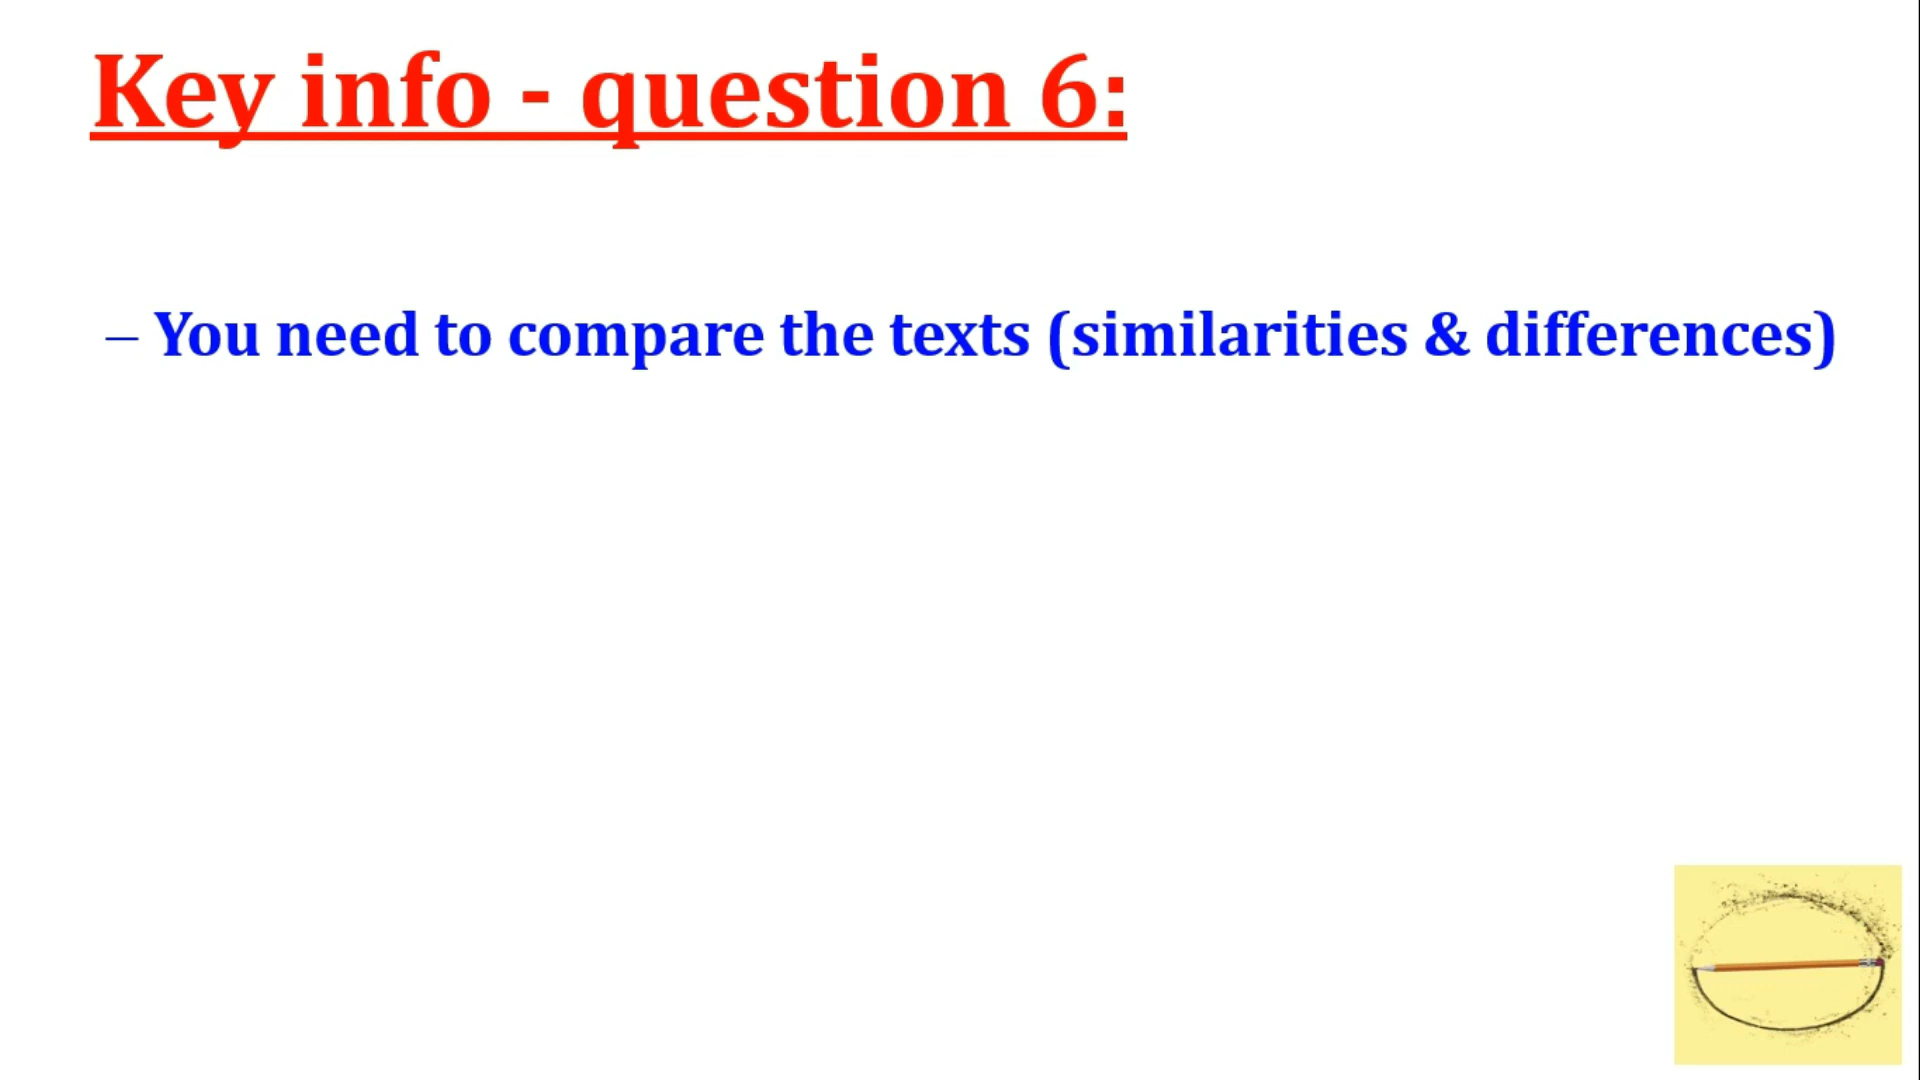 Key info - question 6:
– You need to compare the texts (similarities & differences)